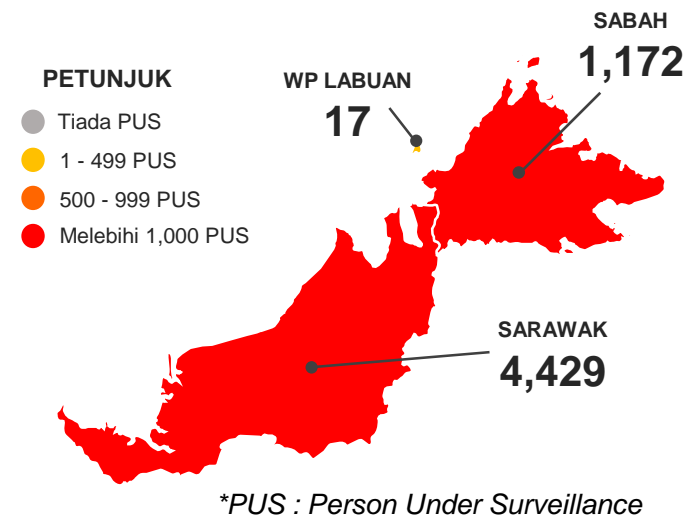 SABAH
1,172
PETUNJUK
Tiada PUS
1 - 499 PUS
500 - 999 PUS
Melebihi 1,000 PUS
WP LABUAN
17
SARAWAK
4,429
*PUS : Person Under Surveillance